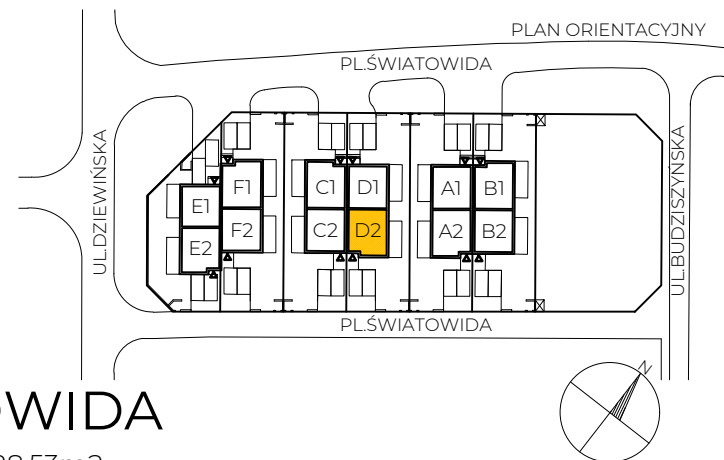 PLAN ORIENTACYJNY
PL.ŚWIATOWIDA
UL.DZIEWIŃSKA
UL.BUDZISZYNSKA
F1 C1 D1 A1 B1
E1
F2 C2 D2 A2 B2
E2
PL.ŚWIATOWIDA
N
WIDA